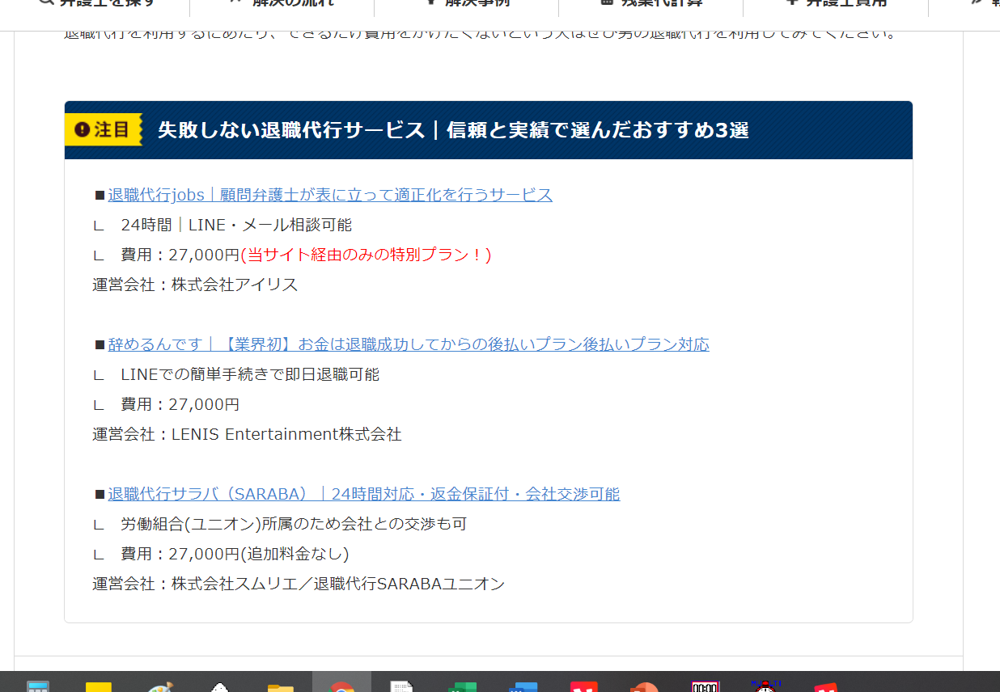 弁護士を探す
解決の流れ
解決事例
残業代計算
弁護士費用
退職代行を利用するにあたり、できるだけ費用をかけたくないという人はぜひ男の退職代行を利用してみてください。
注目
失敗しない退職代行サービス｜信頼と実績で選んだおすすめ3選
■退職代行jobs｜顧問弁護士が表に立って適正化を行うサービス
∟ 24時間｜LINE・メール相談可能
∟ 費用：27,000円(当サイト経由のみの特別プラン！)
運営会社：株式会社アイリス
■辞めるんです｜【業界初】お金は退職成功してからの後払いプラン後払いプラン対応
∟ LINEでの簡単手続きで即日退職可能
∟ 費用：27,000円
運営会社：LENIS Entertainment株式会社
■退職代行サラバ（SARABA）｜24時間対応・返金保証付・会社交渉可能
∟ 労働組合(ユニオン)所属のため会社との交渉も可
∟ 費用：27,000円(追加料金なし)
運営会社：株式会社スムリエ／退職代行SARABAユニオン
00:00